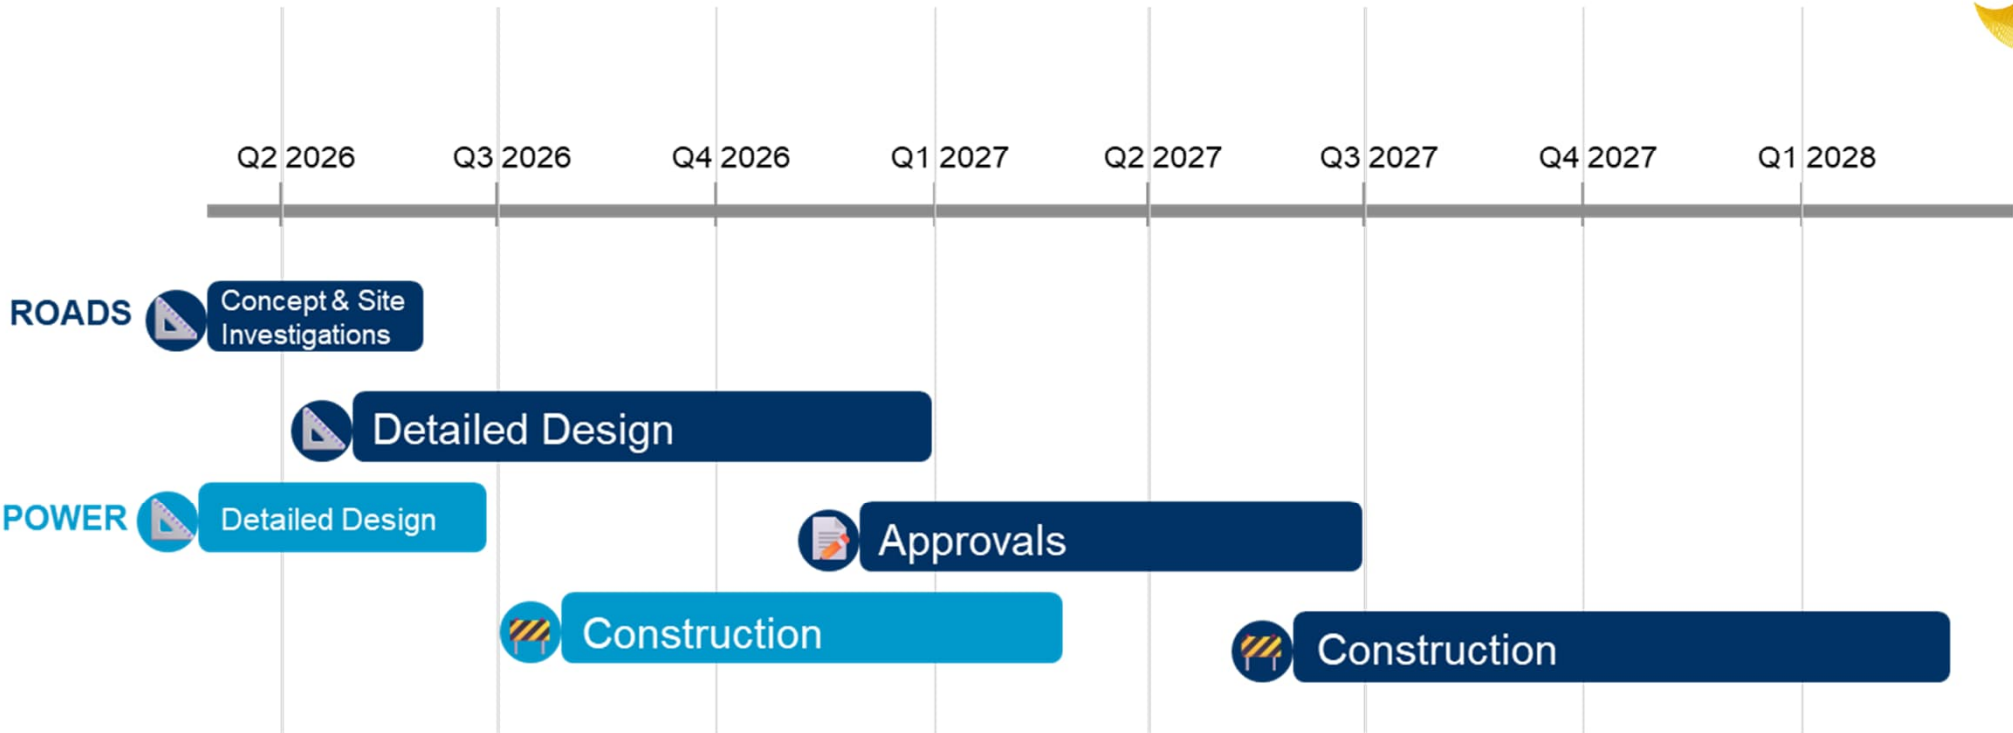 Q2 2026 Q3 2026 Q4 2026 Q1 2027 Q2 2027 Q3 2027 Q4 2027 Q1 2028
ROADS
Concept & Site
Investigations
Detailed Design
POWER
Detailed Design
Approvals
Construction
Construction